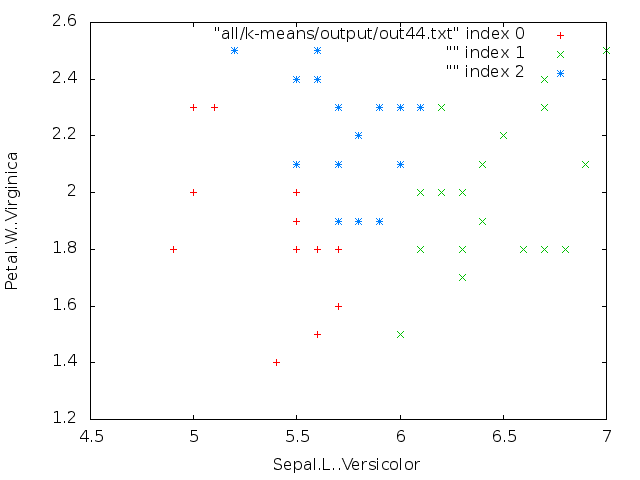 2.6
"all/k-means/output/out44.txt" index 0
"" index 1
"" index 2
2.4
2.2
2
1.8
1.6
1.4
1.2
Petal.W..Virginica
4.5 5 5.5 6 6.5 7
Sepal.L..Versicolor